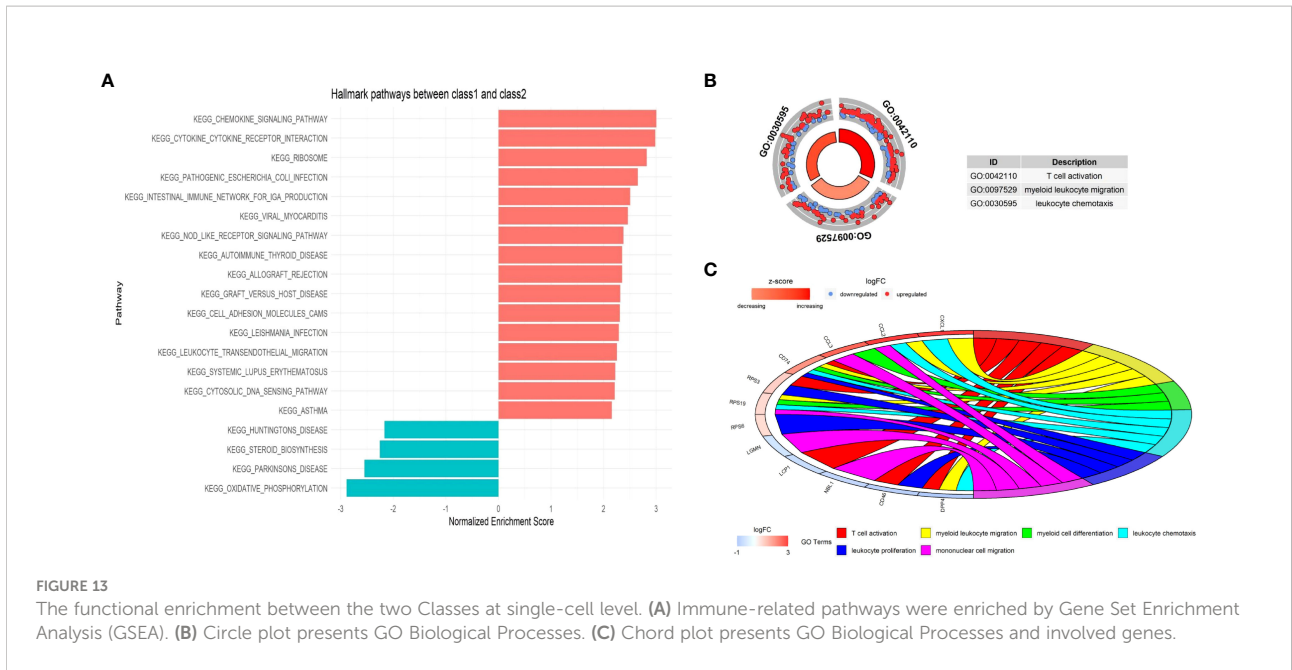 A
Hallmark pathways between class1 and class2
Pathway
KEGG_CHEMOKINE_SIGNALING_PATHWAY
KEGG_CYTOKINE_CYTOKINE_RECEPTOR_INTERACTION
KEGG_RIBOSOME
KEGG_PATHOGENIC_ESCHERICHIA_COLI_INFECTION
KEGG_INTESTINAL_IMMUNE_NETWORK_FOR_IGA_PRODUCTION
KEGG_VIRAL_MYOCARDITIS
KEGG_NOD_LIKE_RECEPTOR_SIGNALING_PATHWAY
KEGG_AUTOIMMUNE_THYROID_DISEASE
KEGG_ALLOGRAFT_REJECTION
KEGG_GRAFT_VERSUS_HOST_DISEASE
KEGG_CELL_ADHESION_MOLECULES_CAMS
KEGG_LEISHMANIA_INFECTION
KEGG_LEUKOCYTE_TRANSENDOTHELIAL_MIGRATION
KEGG_SYSTEMIC_LUPUS_ERYTHEMATOSUS
KEGG_CYTOSOLIC_DNA_SENSING_PATHWAY
KEGG_ASTHMA
KEGG_HUNTINGTONS_DISEASE
KEGG_STEROID_BIOSYNTHESIS
KEGG_PARKINSONS_DISEASE
KEGG_OXIDATIVE_PHOSPHORYLATION
-3 -2 -1 0 1 2 3
Normalized Enrichment Score
B
GO:0030595
GO:0042110
GO:0097529
ID Description
GO:0042110 T cell activation
GO:0097529 myeloid leukocyte migration
GO:0030595 leukocyte chemotaxis
z-score logFC
decreasing increasing downregulated upregulated
C
CCL2
CCL3
CD74
RPS3
RPS19
RPS6
LGMN
LCP1
NBL1
CD46
DPP4
logFC
-1 3
GO Terms T cell activation myeloid leukocyte migration myeloid cell differentiation leukocyte chemotaxis
leukocyte proliferation mononuclear cell migration
FIGURE 13
The functional enrichment between the two Classes at single-cell level. (A) Immune-related pathways were enriched by Gene Set Enrichment
Analysis (GSEA). (B) Circle plot presents GO Biological Processes. (C) Chord plot presents GO Biological Processes and involved genes.